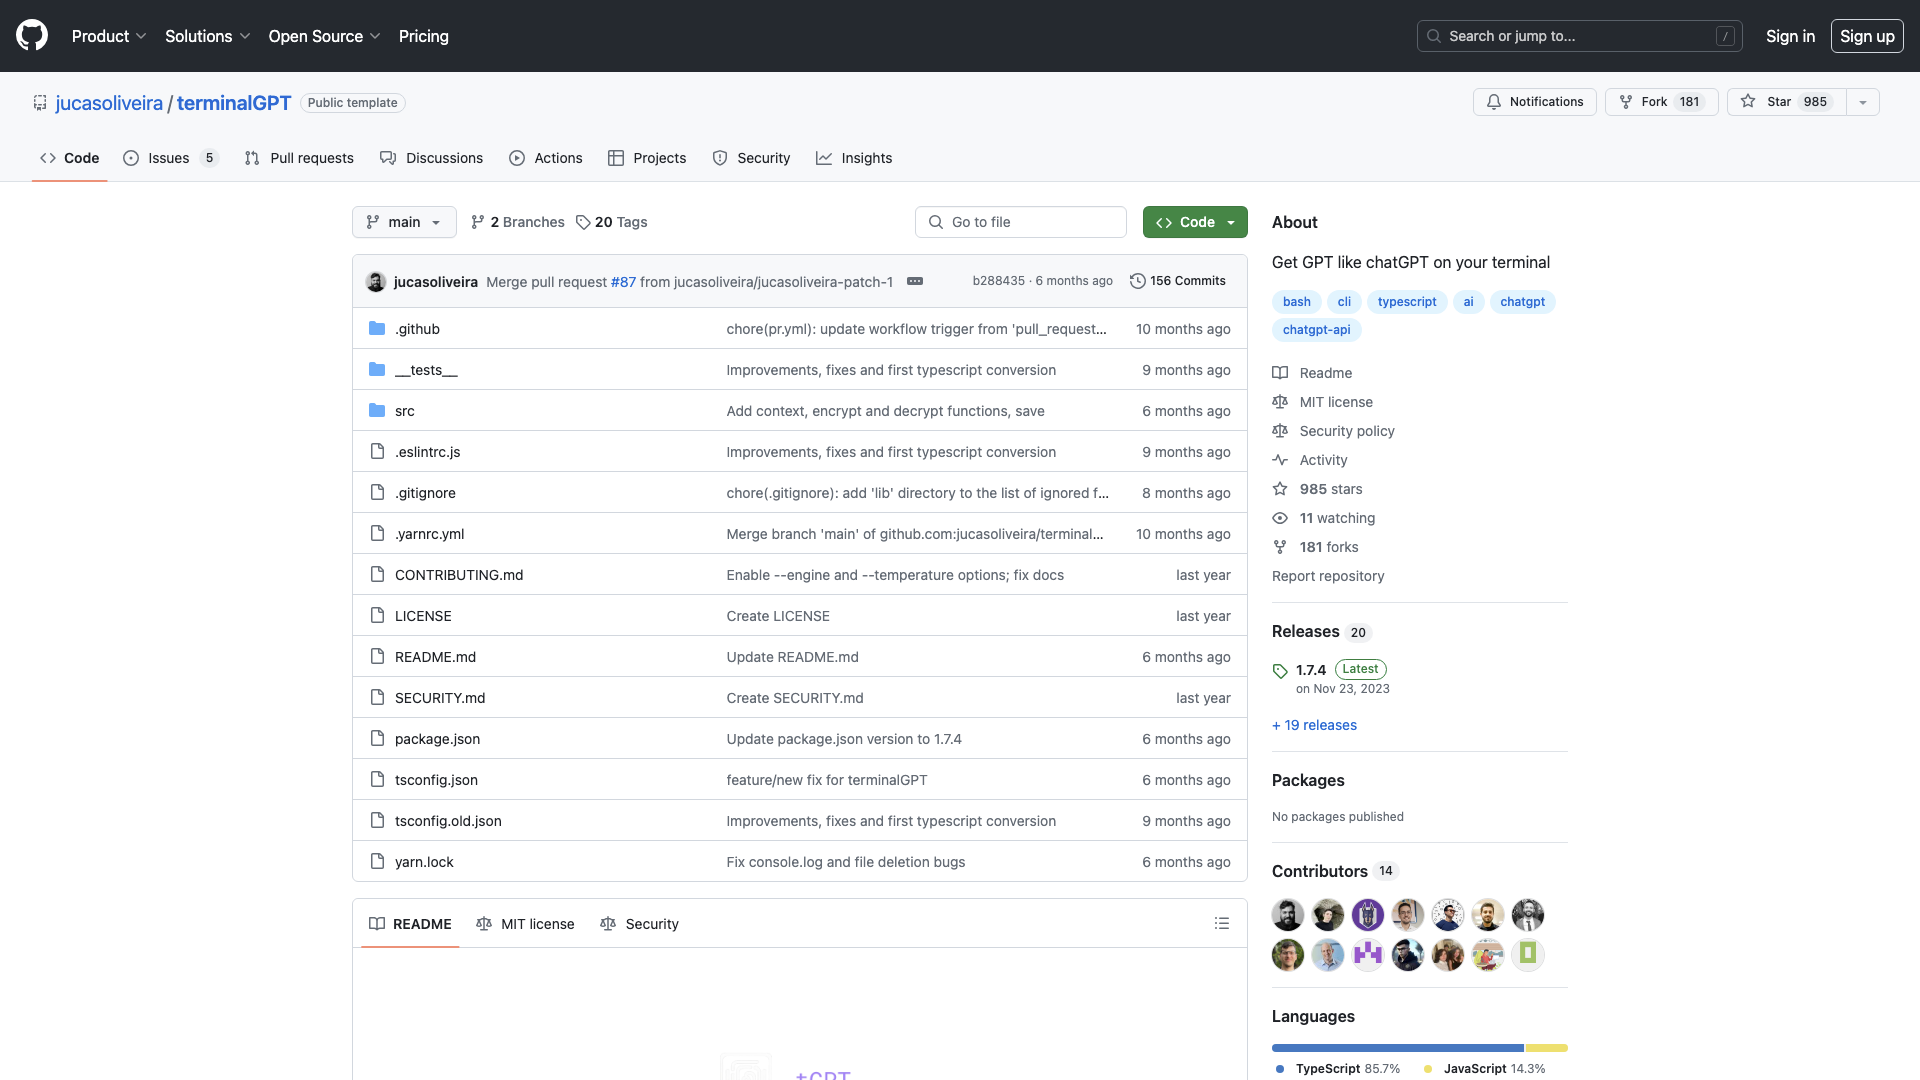 Product Solutions Open Source Pricing Search or jump to... / Sign in Sign up
jucasoliveira / terminalGPT Public template Notifications Fork 181 Star 985
Code Issues 5 Pull requests Discussions Actions Projects Security Insights
main 2 Branches 20 Tags Go to file Code
jucasoliveira Merge pull request #87 from jucasoliveira/jucasoliveira-patch-1 b288435 · 6 months ago 156 Commits
.github chore(pr.yml): update workflow trigger from 'pull_request… 10 months ago
__tests__ Improvements, fixes and first typescript conversion 9 months ago
src Add context, encrypt and decrypt functions, save 6 months ago
.eslintrc.js Improvements, fixes and first typescript conversion 9 months ago
.gitignore chore(.gitignore): add 'lib' directory to the list of ignored f… 8 months ago
.yarnrc.yml Merge branch 'main' of github.com:jucasoliveira/terminal… 10 months ago
CONTRIBUTING.md Enable --engine and --temperature options; fix docs last year
LICENSE Create LICENSE last year
README.md Update README.md 6 months ago
SECURITY.md Create SECURITY.md last year
package.json Update package.json version to 1.7.4 6 months ago
tsconfig.json feature/new fix for terminalGPT 6 months ago
tsconfig.old.json Improvements, fixes and first typescript conversion 9 months ago
yarn.lock Fix console.log and file deletion bugs 6 months ago
README MIT license Security
tGPT
About
Get GPT like chatGPT on your terminal
bash cli typescript ai chatgpt
chatgpt-api
Readme
MIT license
Security policy
Activity
985 stars
11 watching
181 forks
Report repository
Releases 20
1.7.4 Latest
on Nov 23, 2023
+ 19 releases
Packages
No packages published
Contributors 14
Languages
TypeScript 85.7% JavaScript 14.3%